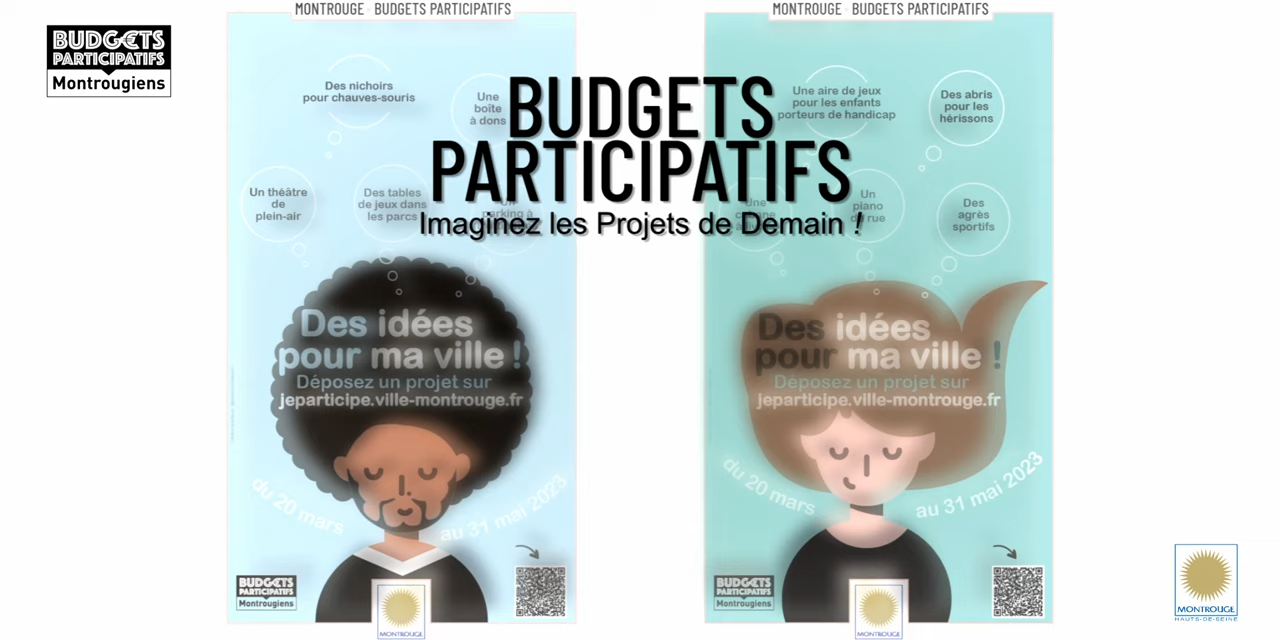 MONTROUGE - BUDGETS PARTICIPATIFS
MONTROUGE - BUDGETS PARTICIPATIFS
BUDGETS
PARTICIPATIFS
Montrougiens
BUDGETS
PARTICIPATIFS
Imaginez les Projets de Demain !
Des nichoirs
pour chauves-souris
Une
boîte
à dons
Un théâtre
de
plein-air
Des tables
de jeux dans
les parcs
Un
parking à
Des idées
pour ma ville !
Déposez un projet sur
jeparticipe.ville-montrouge.fr
du 20 mars
au 31 mai 2023
BUDGETS
PARTICIPATIFS
Montrougiens
MONTROUGE
Une aire de jeux
pour les enfants
porteurs de handicap
Des abris
pour les
hérissons
Une
Un
piano
de rue
Des
agrès
sportifs
Des idées
pour ma ville !
Déposez un projet sur
jeparticipe.ville-montrouge.fr
du 20 mars
au 31 mai 2023
BUDGETS
PARTICIPATIFS
Montrougiens
MONTROUGE
MONTROUGE
HAUTS-DE-SEINE